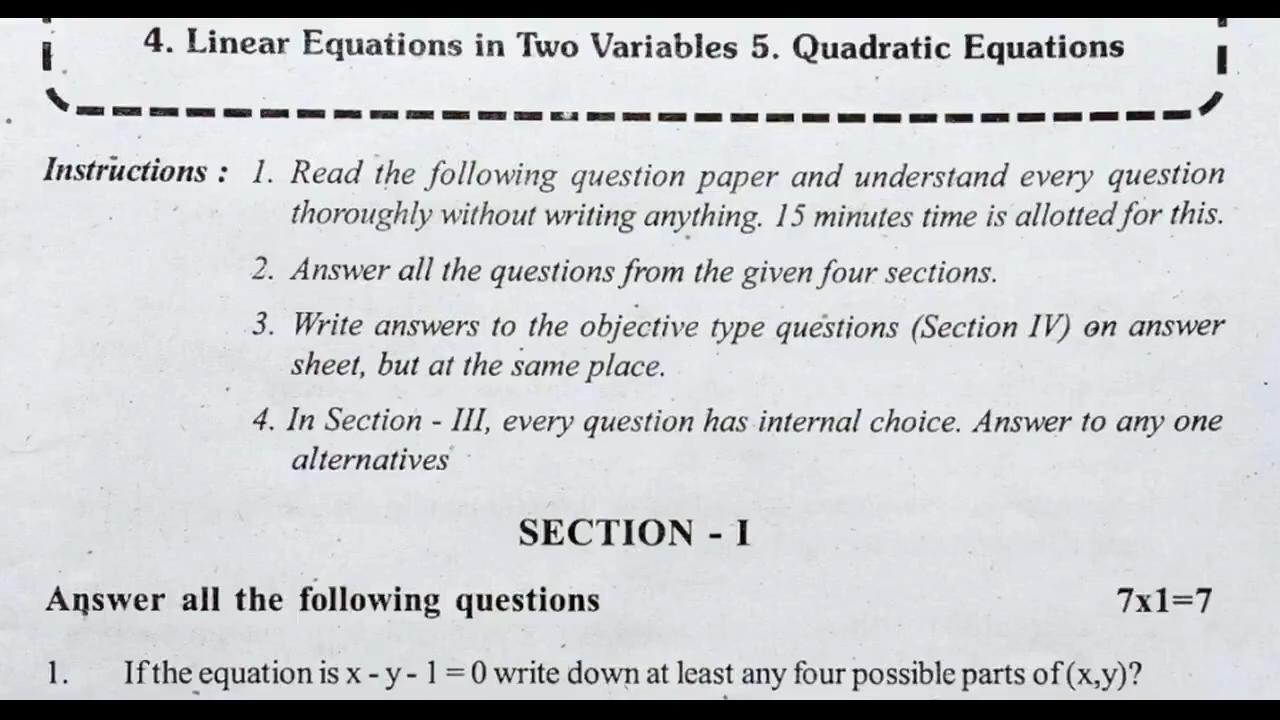 4. Linear Equations in Two Variables 5. Quadratic Equations
Instructions : 1. Read the following question paper and understand every question
thoroughly without writing anything. 15 minutes time is allotted for this.
2. Answer all the questions from the given four sections.
3. Write answers to the objective type questions (Section IV) on answer
sheet, but at the same place.
4. In Section - III, every question has internal choice. Answer to any one
alternatives
SECTION - I
Answer all the following questions 7x1=7
1. If the equation is x - y - 1 = 0 write down at least any four possible parts of (x,y)?